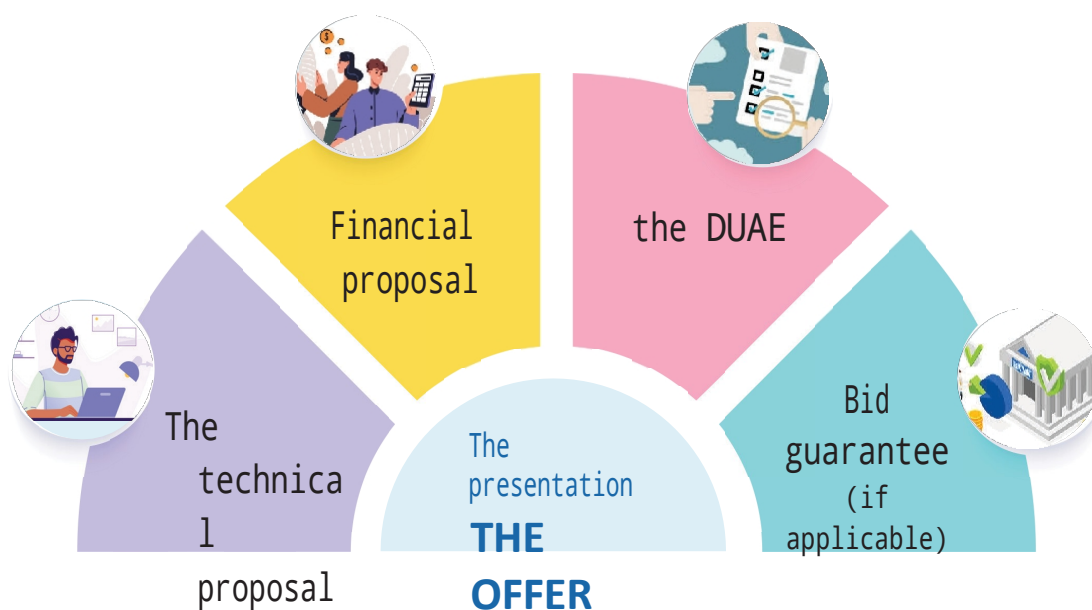 Financial
proposal
the DUAE
The
technica
l
proposal
The
presentation
THE
OFFER
Bid
guarantee
(if
applicable)